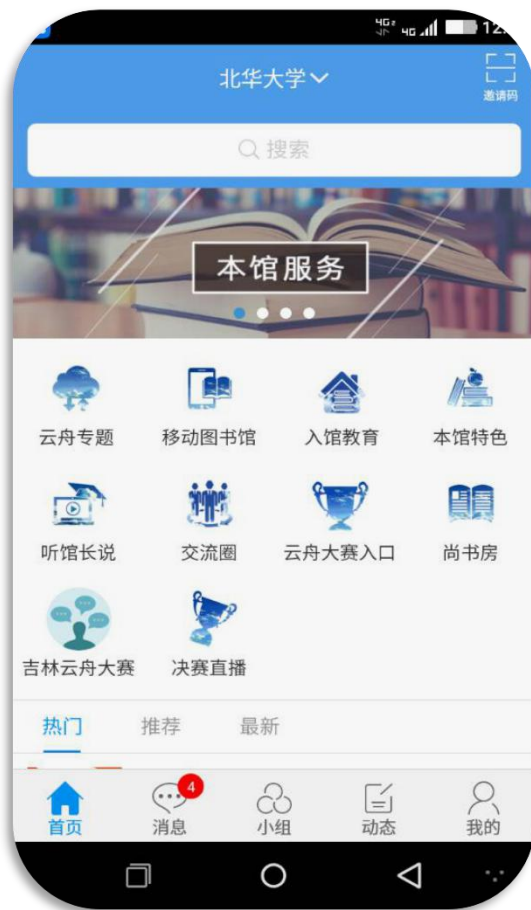 4G 4G 12:
北华大学
邀请码
搜索
本馆服务
云舟专题 移动图书馆 入馆教育 本馆特色
听馆长说 交流圈 云舟大赛入口 尚书房
吉林云舟大赛 决赛直播
热门 推荐 最新
4
首页 消息 小组 动态 我的